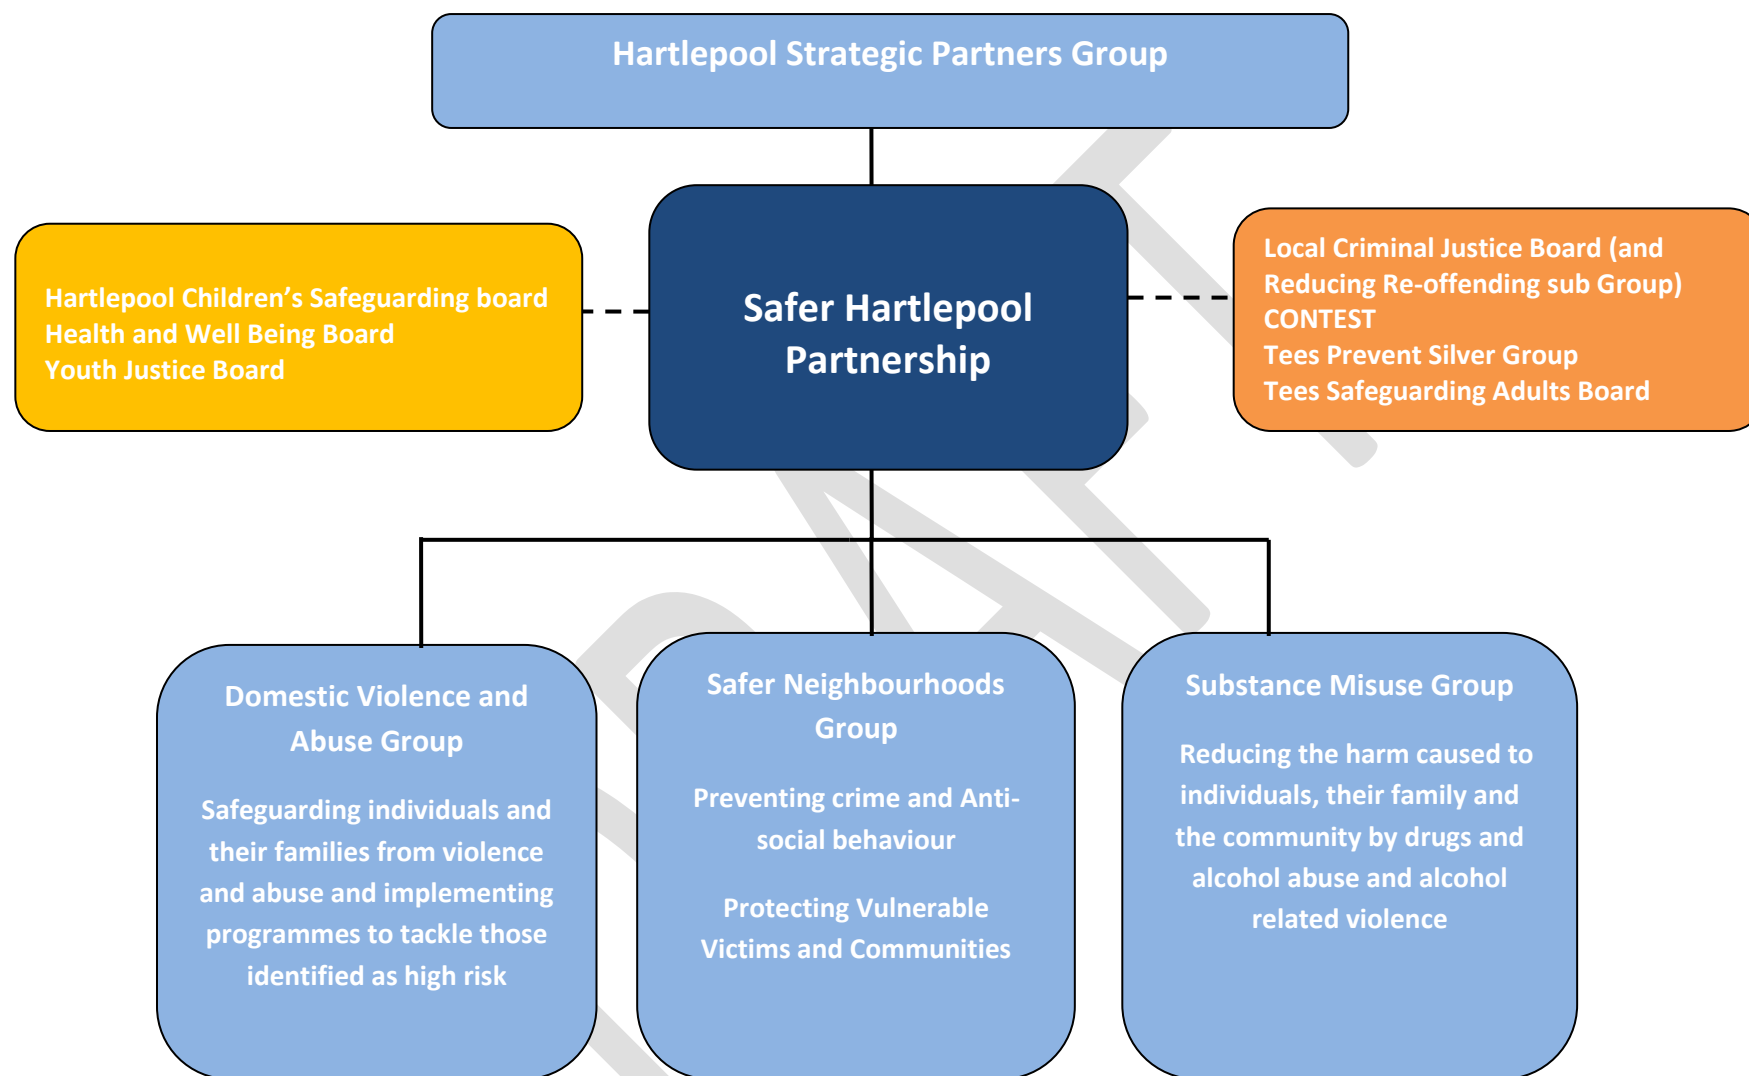 Hartlepool Strategic Partners Group
Hartlepool Children’s Safeguarding board
Health and Well Being Board
Youth Justice Board
Safer Hartlepool
Partnership
Local Criminal Justice Board (and
Reducing Re-offending sub Group)
CONTEST
Tees Prevent Silver Group
Tees Safeguarding Adults Board
Domestic Violence and
Abuse Group
Safeguarding individuals and
their families from violence
and abuse and implementing
programmes to tackle those
identified as high risk
Safer Neighbourhoods
Group
Preventing crime and Anti-
social behaviour
Protecting Vulnerable
Victims and Communities
Substance Misuse Group
Reducing the harm caused to
individuals, their family and
the community by drugs and
alcohol abuse and alcohol
related violence
DRAFT